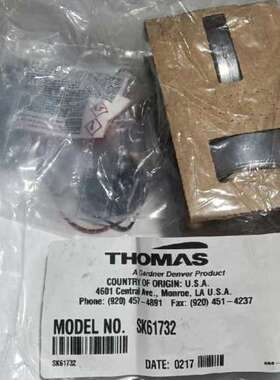 THOMAS
A Gardner Denver Product
COUNTRY OF ORIGIN: U.S.A.
4601 Central Ave., Monroe, LA U.S.A.
Phone: (920) 457-4891 Fax: (920) 451-4237
MODEL NO. SK61732
SK61732
DATE: 0217